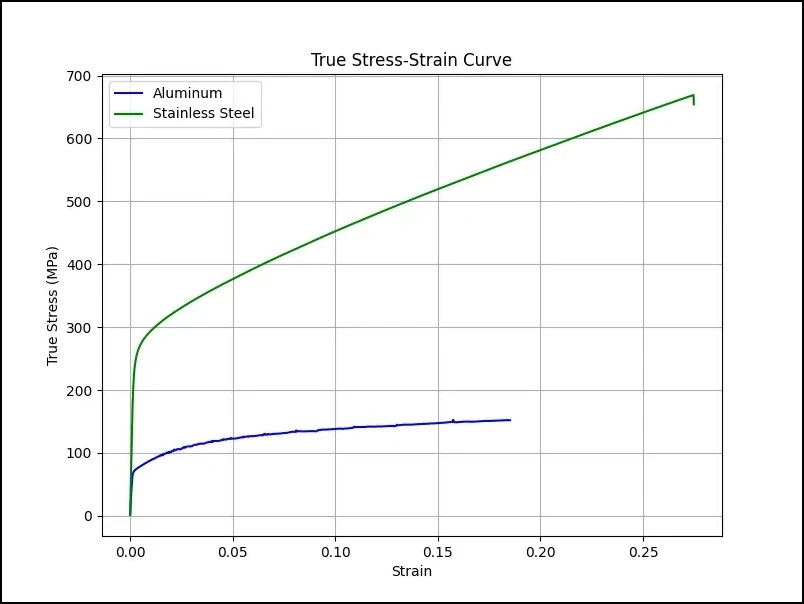 True Stress-Strain Curve
Aluminum
Stainless Steel
True Stress (MPa)
700
600
500
400
300
200
100
0
0.00 0.05 0.10 0.15 0.20 0.25
Strain